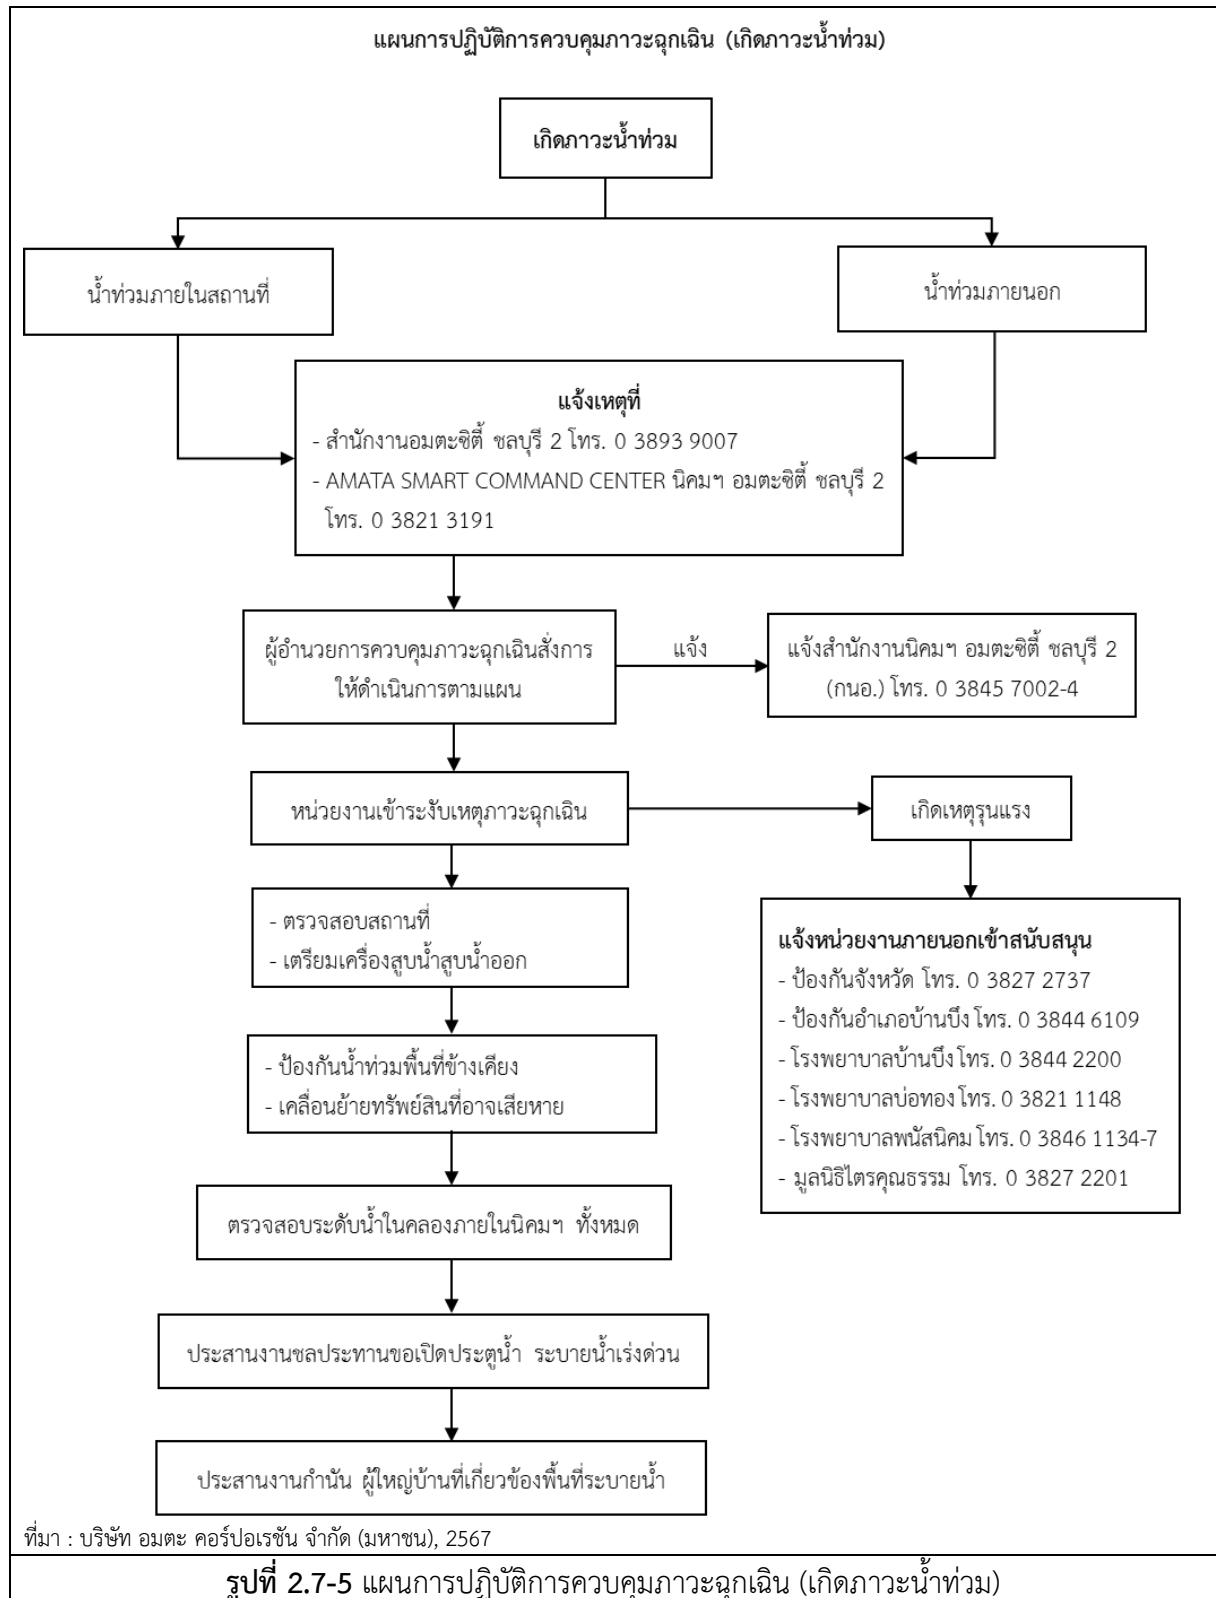 แผนการปฏิบัติการควบคุมภาวะฉุกเฉิน (เกิดภาวะน้ำท่วม)
เกิดภาวะน้ำท่วม
น้ำท่วมภายในสถานที่
น้ำท่วมภายนอก
แจ้งเหตุที่
- สำนักงานอมตะซิตี้ ชลบุรี 2 โทร. 0 3893 9007
- AMATA SMART COMMAND CENTER นิคมฯ อมตะซิตี้ ชลบุรี 2
โทร. 0 3821 3191
ผู้อำนวยการควบคุมภาวะฉุกเฉินสั่งการ
ให้ดำเนินการตามแผน
แจ้ง
แจ้งสำนักงานนิคมฯ อมตะซิตี้ ชลบุรี 2
(กนอ.) โทร. 0 3845 7002-4
หน่วยงานเข้าระงับเหตุภาวะฉุกเฉิน
เกิดเหตุรุนแรง
- ตรวจสอบสถานที่
- เตรียมเครื่องสูบน้ำสูบน้ำออก
แจ้งหน่วยงานภายนอกเข้าสนับสนุน
- ป้องกันจังหวัด โทร. 0 3827 2737
- ป้องกันอำเภอบ้านบึง โทร. 0 3844 6109
- โรงพยาบาลบ้านบึง โทร. 0 3844 2200
- โรงพยาบาลบ่อทอง โทร. 0 3821 1148
- โรงพยาบาลพนัสนิคม โทร. 0 3846 1134-7
- มูลนิธิไตรคุณธรรม โทร. 0 3827 2201
- ป้องกันน้ำท่วมพื้นที่ข้างเคียง
- เคลื่อนย้ายทรัพย์สินที่อาจเสียหาย
ตรวจสอบระดับน้ำในคลองภายในนิคมฯ ทั้งหมด
ประสานงานชลประทานขอเปิดประตูน้ำ ระบายน้ำเร่งด่วน
ประสานงานกำนัน ผู้ใหญ่บ้านที่เกี่ยวข้องพื้นที่ระบายน้ำ
ที่มา : บริษัท อมตะ คอร์ปอเรชัน จำกัด (มหาชน), 2567
รูปที่ 2.7-5 แผนการปฏิบัติการควบคุมภาวะฉุกเฉิน (เกิดภาวะน้ำท่วม)